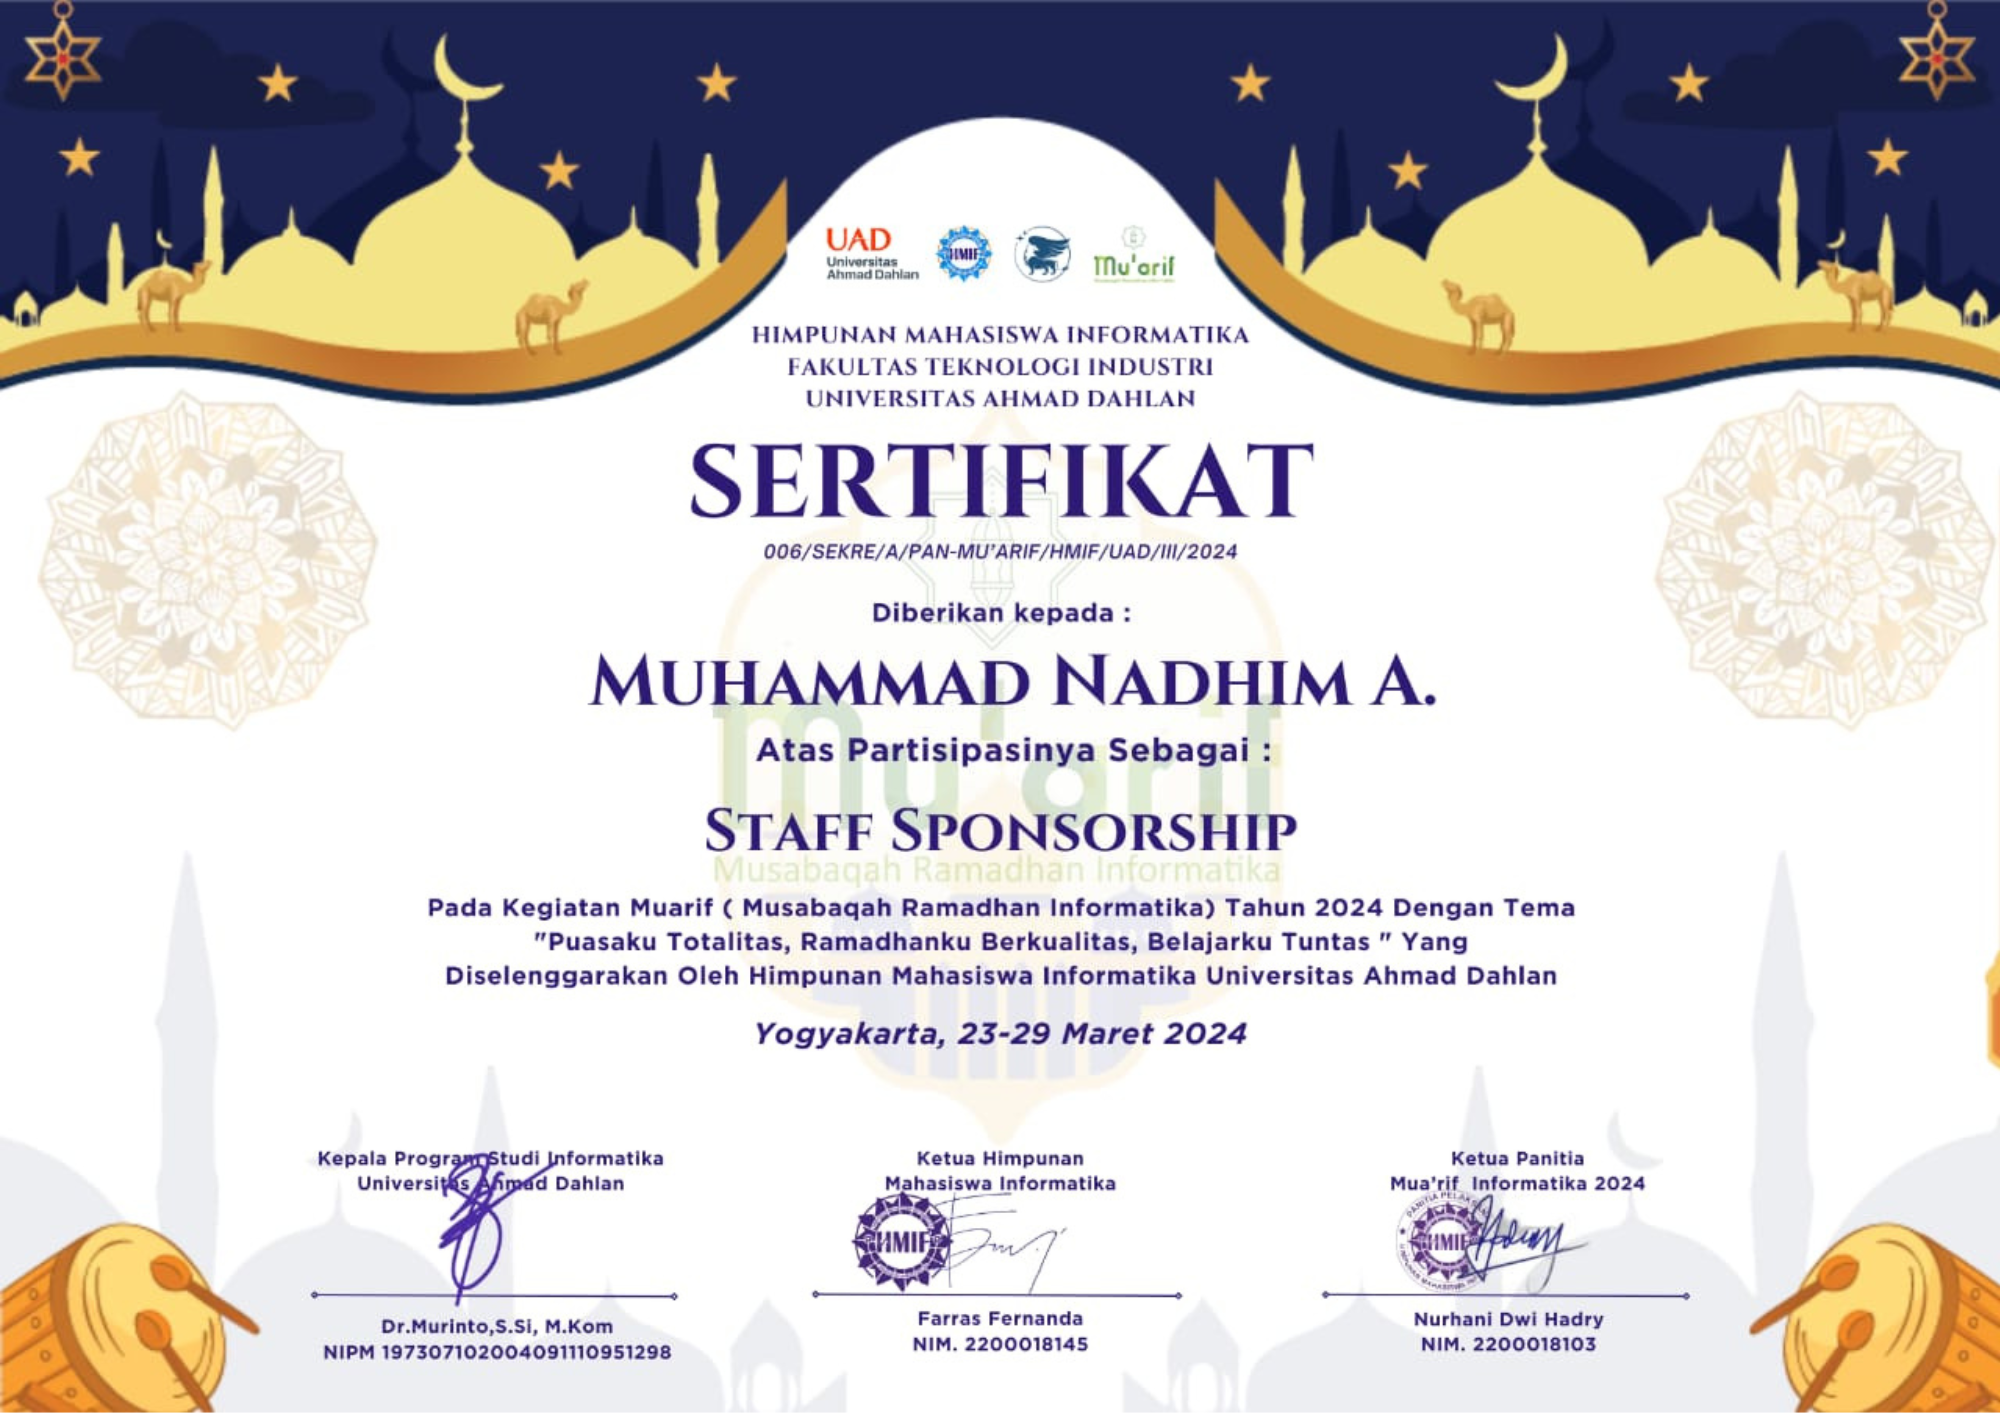 UAD
Universitas
Ahmad Dahlan
HMIF
Mu'arif
HIMPUNAN MAHASISWA INFORMATIKA
FAKULTAS TEKNOLOGI INDUSTRI
UNIVERSITAS AHMAD DAHLAN
SERTIFIKAT
006/SEKRE/A/PAN-MU'ARIF/HMIF/UAD/III/2024
Diberikan kepada :
MUHAMMAD NADHIM A.
Mu'arif
Atas Partisipasinya Sebagai :
STAFF SPONSORSHIP
Musabaqah Ramadhan Informatika
Pada Kegiatan Muarif ( Musabaqah Ramadhan Informatika) Tahun 2024 Dengan Tema
"Puasaku Totalitas, Ramadhanku Berkualitas, Belajarku Tuntas " Yang
Diselenggarakan Oleh Himpunan Mahasiswa Informatika Universitas Ahmad Dahlan
Yogyakarta, 23-29 Maret 2024
Kepala Program Studi Informatika
Universitas Ahmad Dahlan
Dr.Murinto,S.Si, M.Kom
NIPM 197307102004091110951298
Ketua Himpunan
Mahasiswa Informatika
HMIF
Farras Fernanda
NIM. 2200018145
Ketua Panitia
Mua'rif Informatika 2024
PANITIA
HMIF
Nurhani Dwi Hadry
NIM. 2200018103